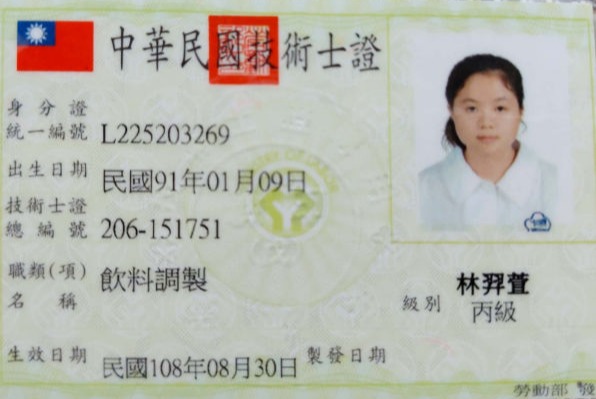 中華民國技術士證
身分證
統一編號 L225203269
出生日期 民國91年01月09日
技術士證
總編號 206-151751
職類(項)
名稱 飲料調製
林羿萱
級別 丙級
生效日期 民國108年08月30日 製發日期
勞動部 發